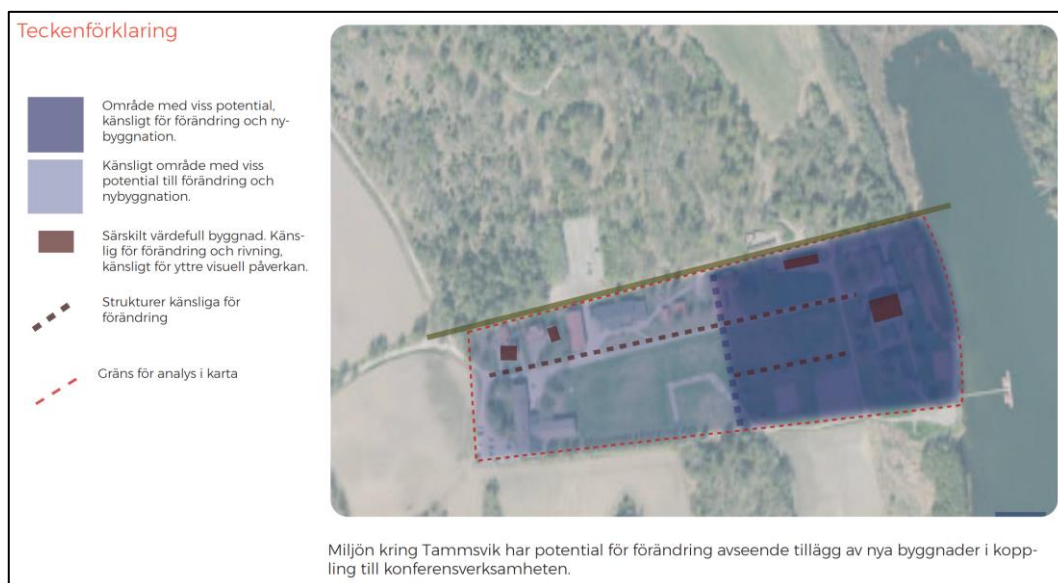 Teckenförklaring
Område med viss potential,
känsligt för förändring och ny-
byggnation.
Känsligt område med viss
potential till förändring och
nybyggnation.
Särskilt värdefull byggnad. Käns-
lig för förändring och rivning,
känsligt för yttre visuell påverkan.
Strukturer känsliga för
förändring
Gräns för analys i karta
Miljön kring Tammsvik har potential för förändring avseende tillägg av nya byggnader i kopp-
ling till konferensverksamheten.